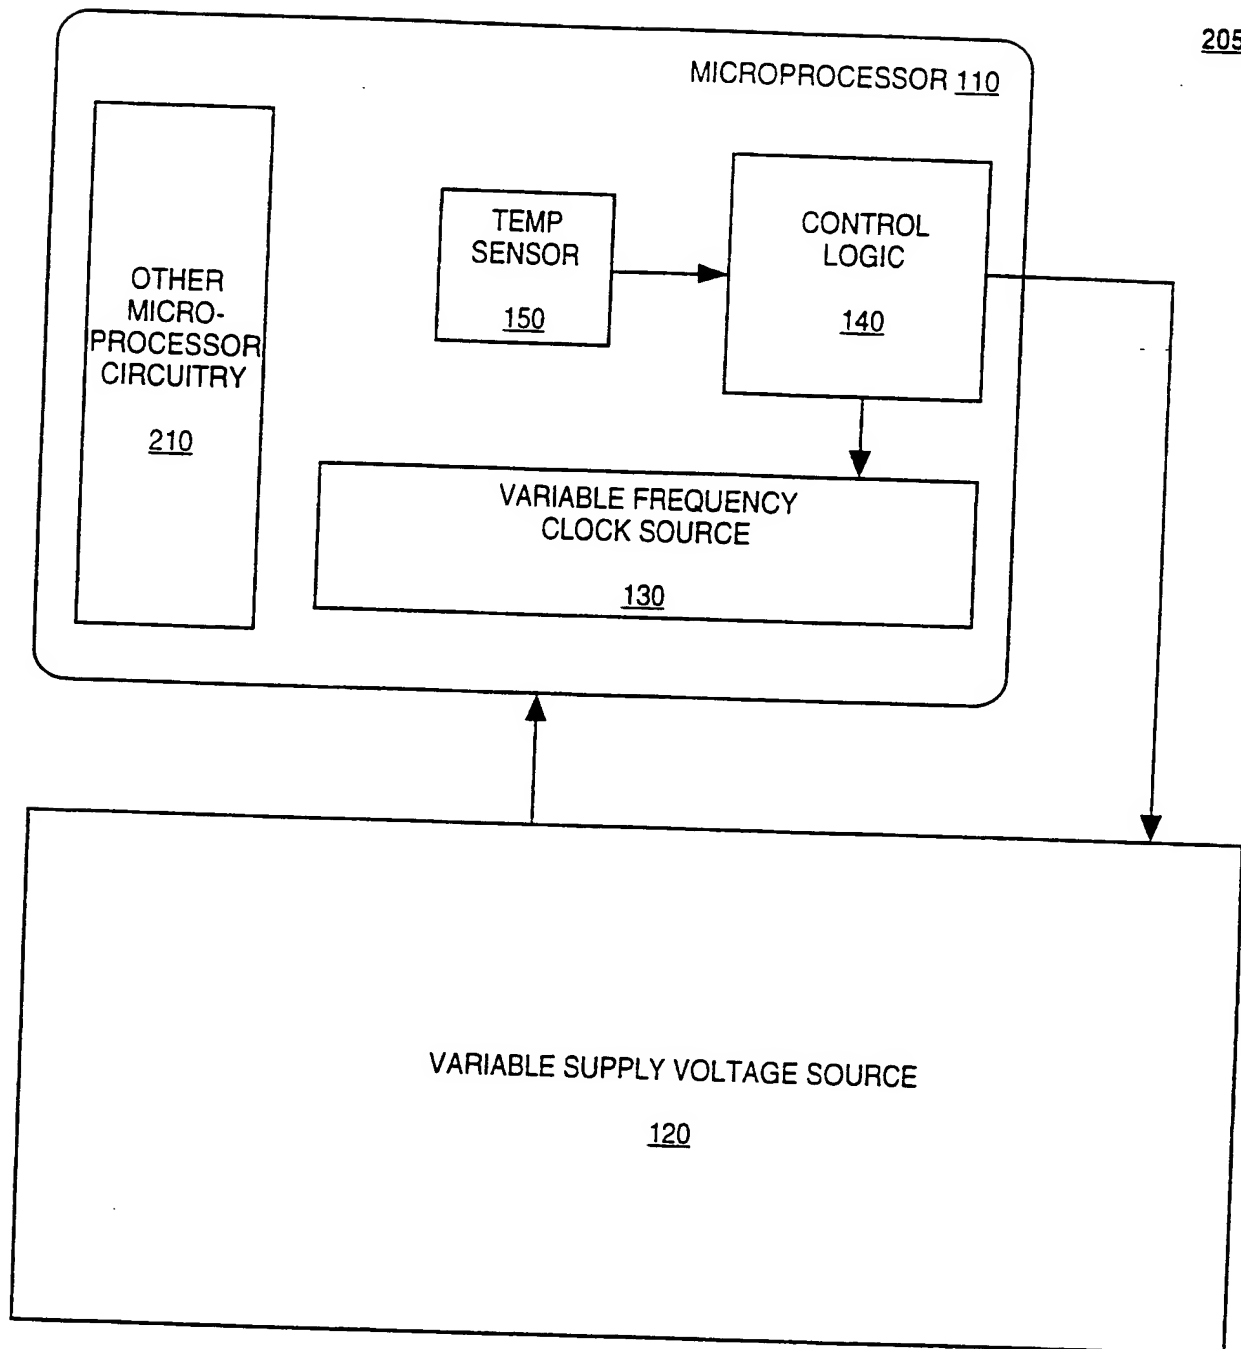 205
MICROPROCESSOR 110
OTHER
MICRO-
PROCESSOR
CIRCUITRY
210
TEMP
SENSOR
150
CONTROL
LOGIC
140
VARIABLE FREQUENCY
CLOCK SOURCE
130
VARIABLE SUPPLY VOLTAGE SOURCE
120